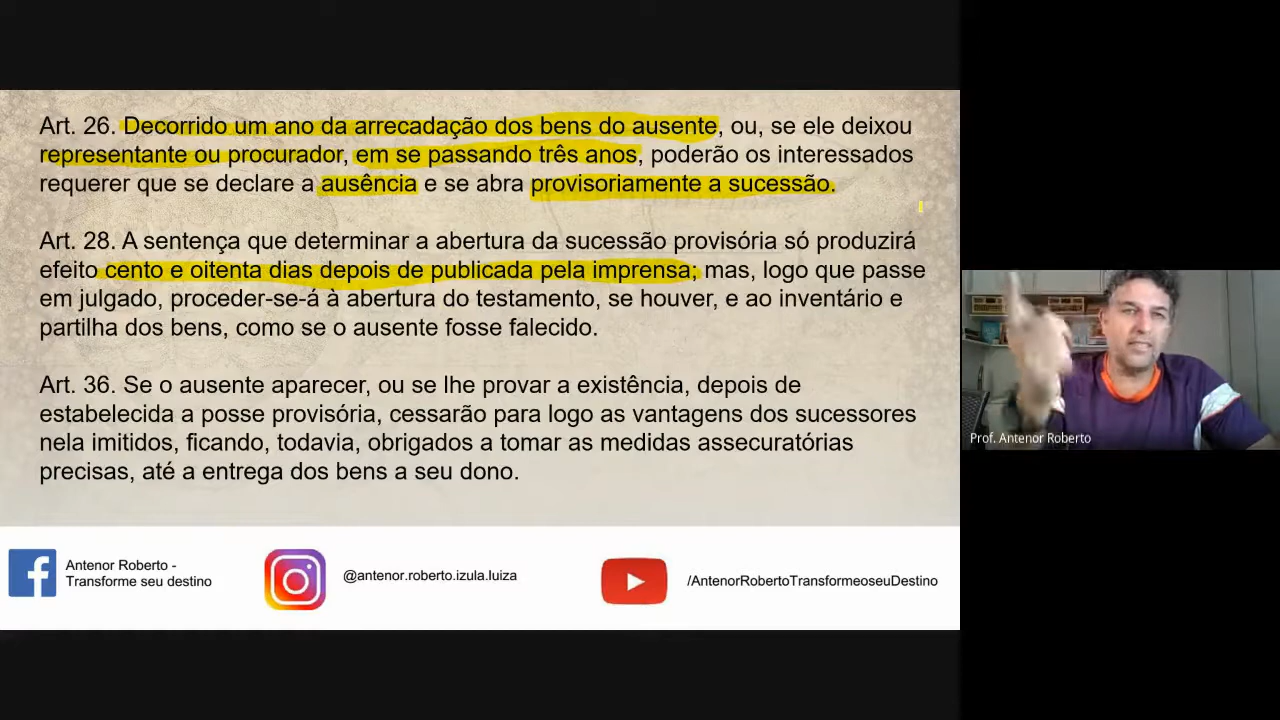 Art. 26. Decorrido um ano da arrecadação dos bens do ausente, ou, se ele deixou
representante ou procurador, em se passando três anos, poderão os interessados
requerer que se declare a ausência e se abra provisoriamente a sucessão.
Art. 28. A sentença que determinar a abertura da sucessão provisória só produzirá
efeito cento e oitenta dias depois de publicada pela imprensa; mas, logo que passe
em julgado, proceder-se-á à abertura do testamento, se houver, e ao inventário e
partilha dos bens, como se o ausente fosse falecido.
Art. 36. Se o ausente aparecer, ou se lhe provar a existência, depois de
estabelecida a posse provisória, cessarão para logo as vantagens dos sucessores
nela imitidos, ficando, todavia, obrigados a tomar as medidas assecuratórias
precisas, até a entrega dos bens a seu dono.
Prof. Antenor Roberto
Antenor Roberto -
Transforme seu destino
@antenor.roberto.izula.luiza
/AntenorRobertoTransformeoseuDestino